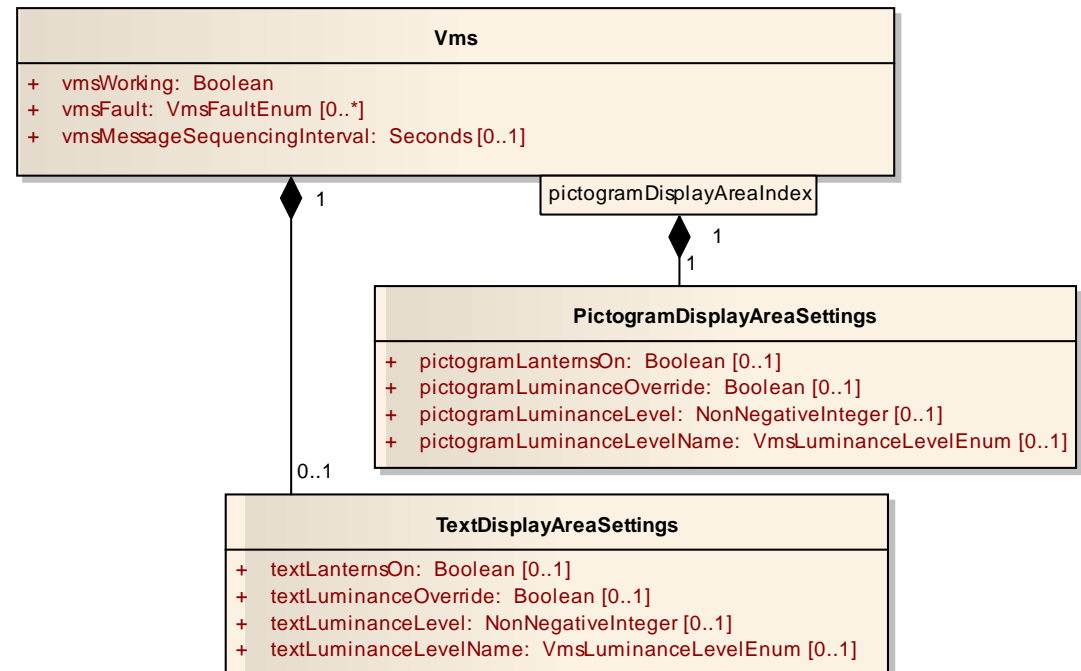 Vms
+ vmsWorking: Boolean
+ vmsFault: VmsFaultEnum [0..*]
+ vmsMessageSequencingInterval: Seconds [0..1]
pictogramDisplayAreaIndex
1
1
1
PictogramDisplayAreaSettings
+ pictogramLanternsOn: Boolean [0..1]
+ pictogramLuminanceOverride: Boolean [0..1]
+ pictogramLuminanceLevel: NonNegativeInteger [0..1]
+ pictogramLuminanceLevelName: VmsLuminanceLevelEnum [0..1]
0..1
TextDisplayAreaSettings
+ textLanternsOn: Boolean [0..1]
+ textLuminanceOverride: Boolean [0..1]
+ textLuminanceLevel: NonNegativeInteger [0..1]
+ textLuminanceLevelName: VmsLuminanceLevelEnum [0..1]